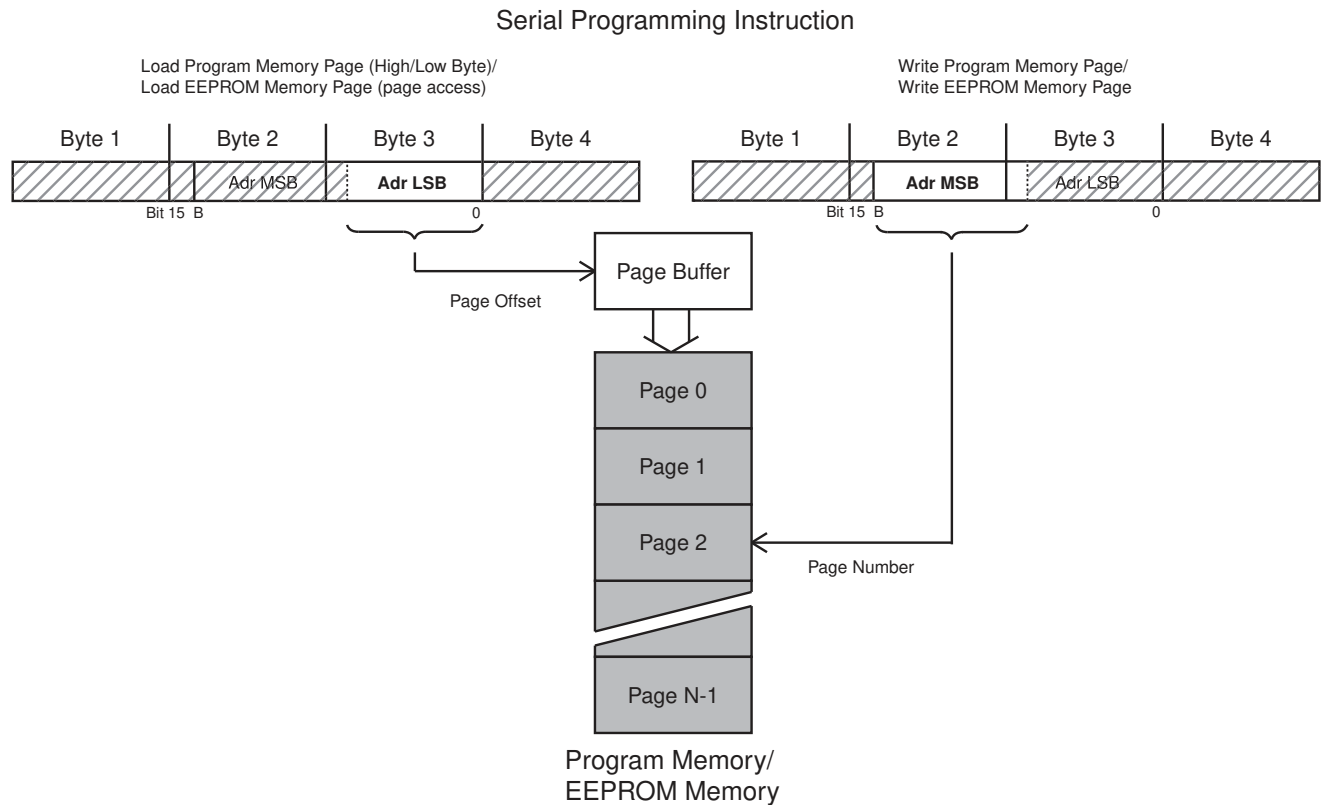 Serial Programming Instruction
Load Program Memory Page (High/Low Byte)/
Load EEPROM Memory Page (page access)
Write Program Memory Page/
Write EEPROM Memory Page
Byte 1 Byte 2 Byte 3 Byte 4
Byte 1 Byte 2 Byte 3 Byte 4
Adr MSB Adr LSB
Adr MSB Adr LSB
Bit 15 B 0
Bit 15 B 0
Page Buffer
Page Offset
Page 0
Page 1
Page 2
Page Number
Page N-1
Program Memory/
EEPROM Memory